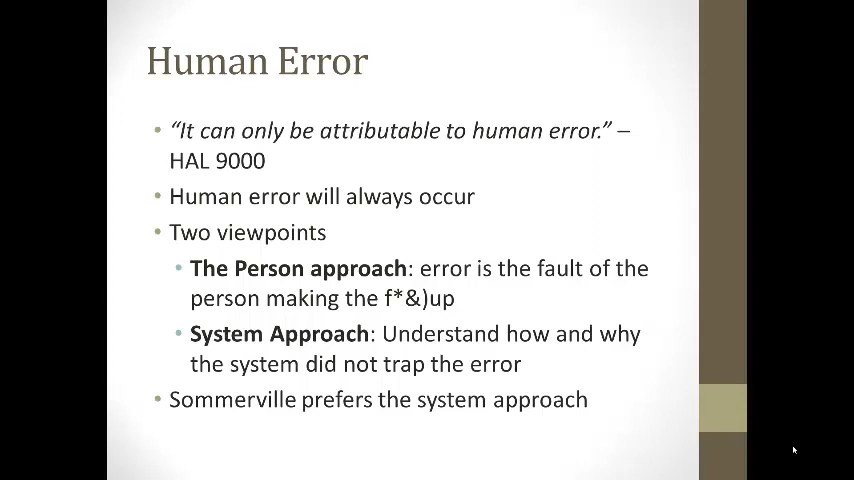 Human Error
• “It can only be attributable to human error.” –
HAL 9000
• Human error will always occur
• Two viewpoints
• The Person approach: error is the fault of the
person making the f*&)up
• System Approach: Understand how and why
the system did not trap the error
• Sommerville prefers the system approach